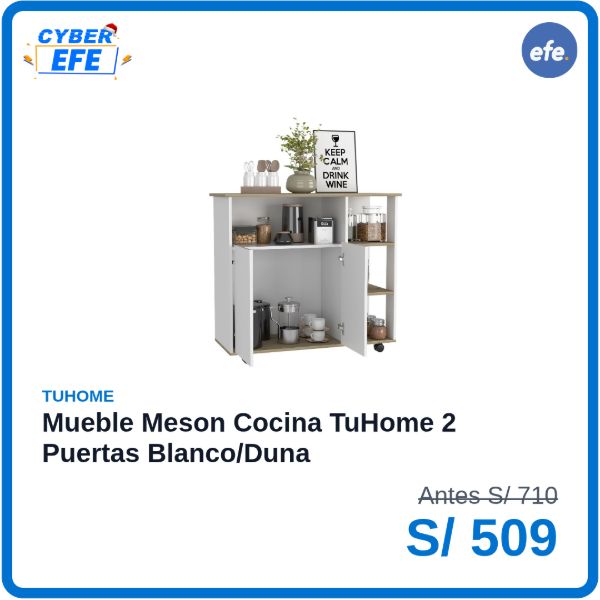 CYBER
EFE
efe.
KEEP
CALM
AND
DRINK
WINE
TUHOME
Mueble Meson Cocina TuHome 2
Puertas Blanco/Duna
Antes S/ 710
S/ 509